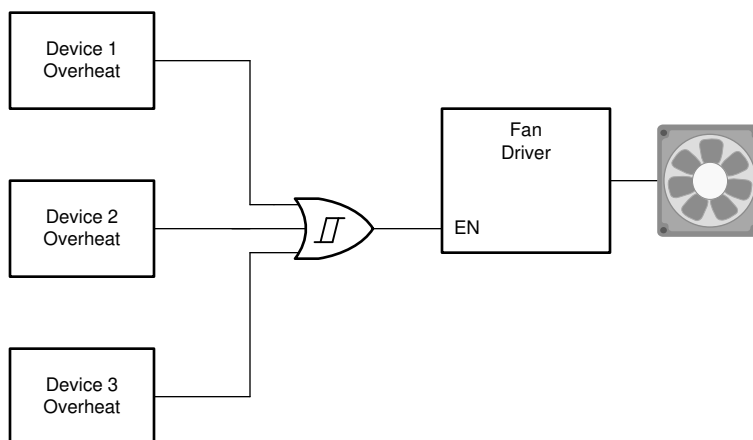 Device 1
Overheat
Fan
Driver
Device 2
Overheat
EN
Device 3
Overheat